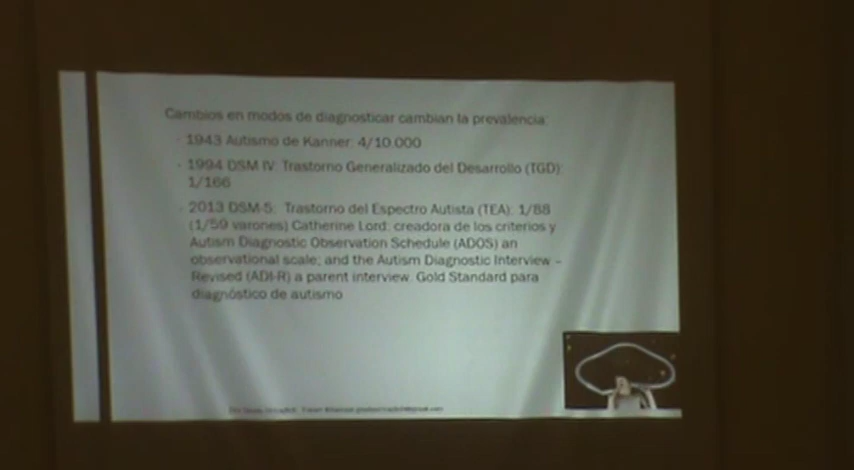 Cambios en modos de diagnosticar cambian la prevalencia:
1943 Autismo de Kanner: 4/10.000
1994 DSM IV: Trastorno Generalizado del Desarrollo (TGD):
1/166
2013 DSM-5: Trastorno del Espectro Autista (TEA): 1/88
(1/59 varones) Catherine Lord: creadora de los criterios y
Autism Diagnostic Observation Schedule (ADOS) an
observational scale; and the Autism Diagnostic Interview –
Revised (ADI-R) a parent interview. Gold Standard para
diagnóstico de autismo